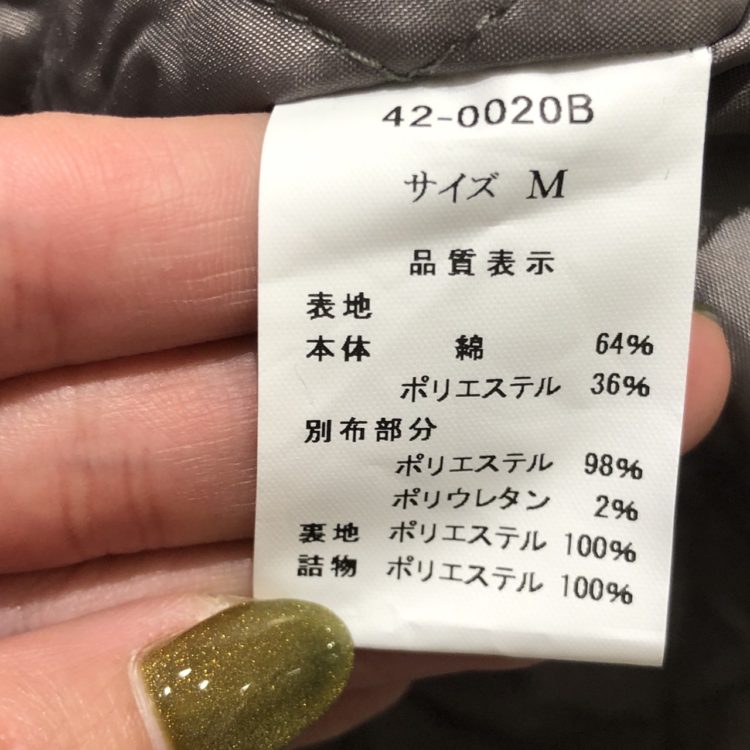 42-0020B
サイズ M
品質表示
表地
本体 綿 64%
ポリエステル 36%
別布部分
ポリエステル 98%
ポリウレタン 2%
裏地 ポリエステル 100%
詰物 ポリエステル 100%